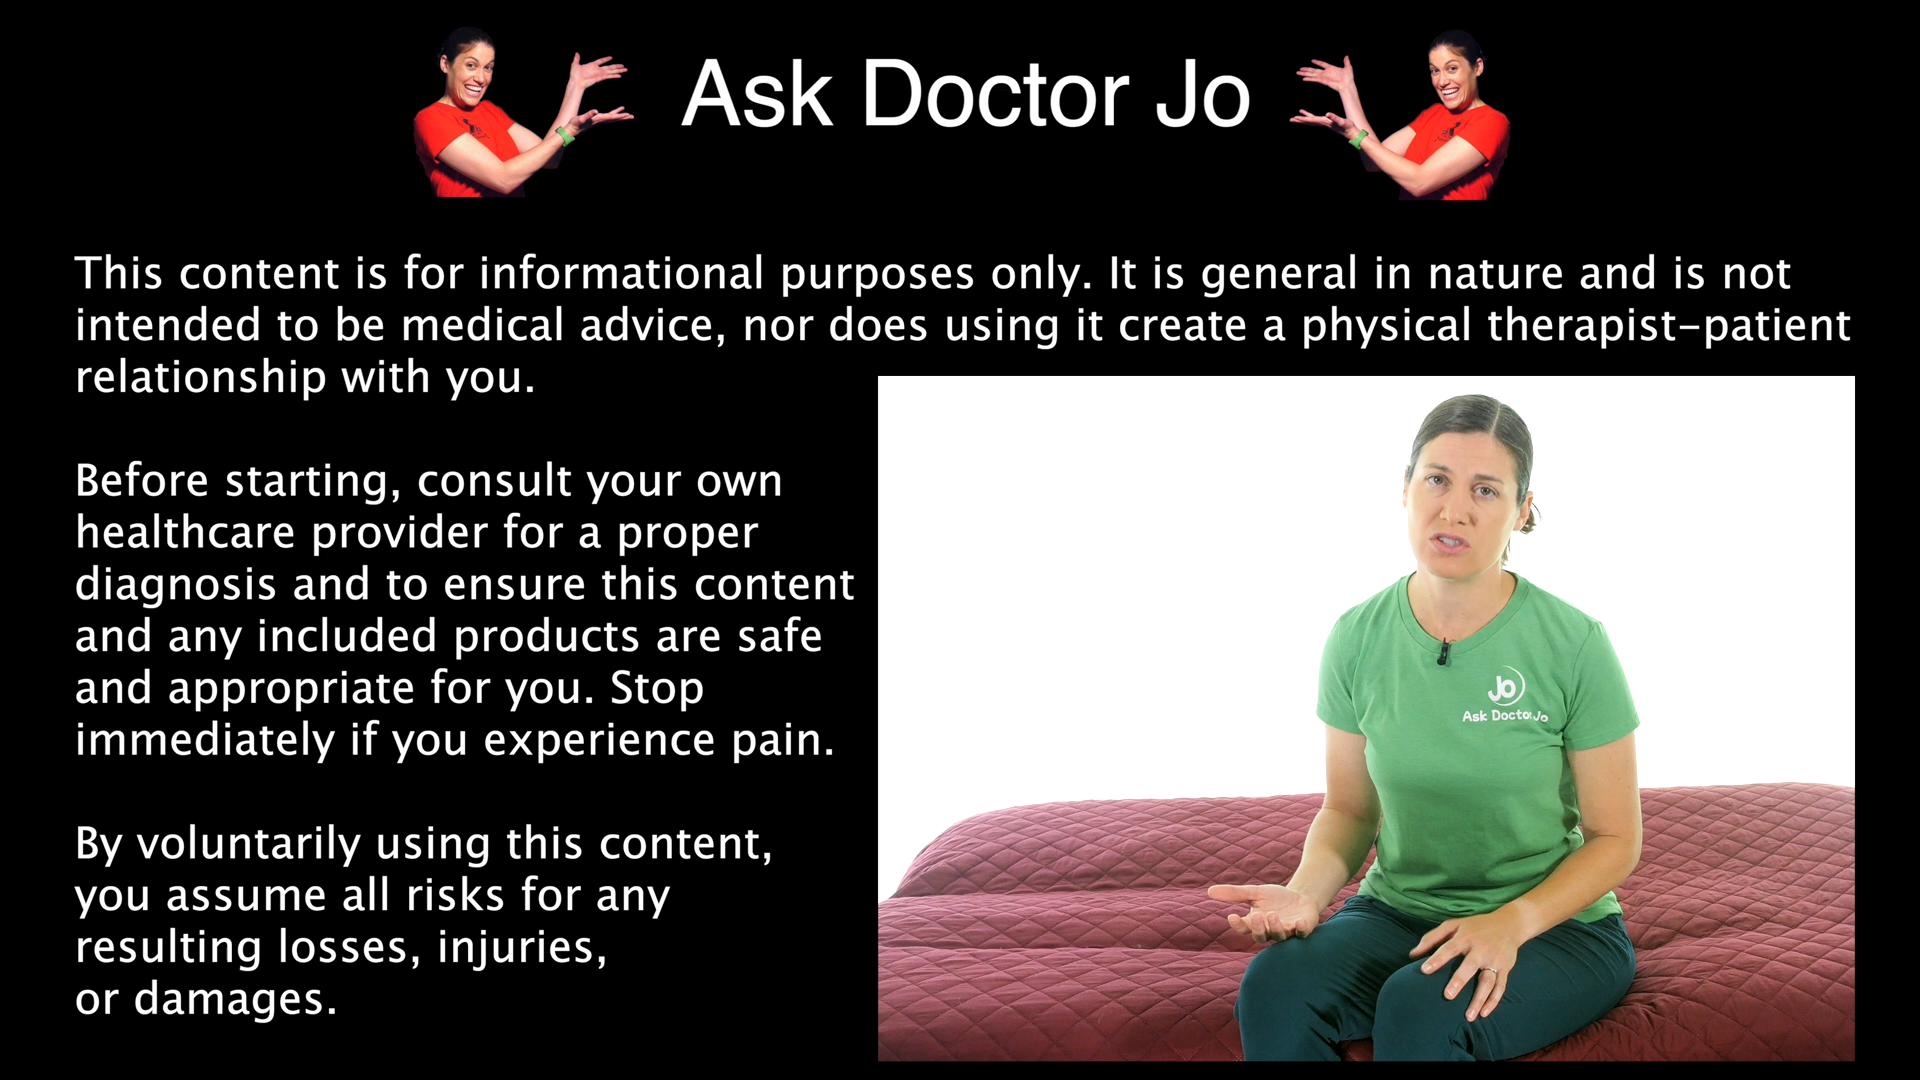 Ask Doctor Jo
This content is for informational purposes only. It is general in nature and is not
intended to be medical advice, nor does using it create a physical therapist-patient
relationship with you.
Before starting, consult your own
healthcare provider for a proper
diagnosis and to ensure this content
and any included products are safe
and appropriate for you. Stop
immediately if you experience pain.
By voluntarily using this content,
you assume all risks for any
resulting losses, injuries,
or damages.
Jo
Ask Doctor Jo